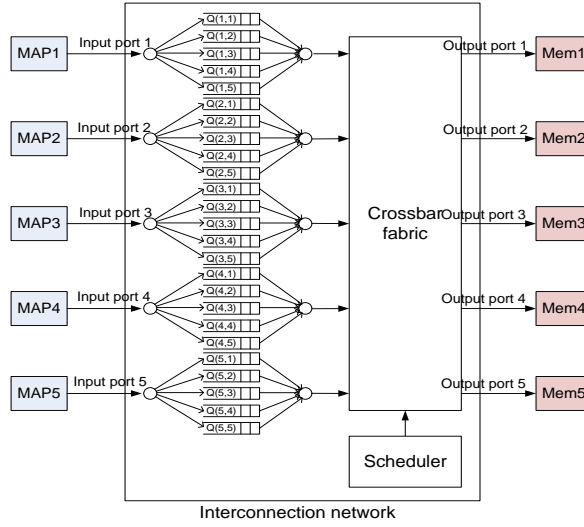 Q(1,1)
Input port 1
Q(1,2)
Output port 1
MAP1
Q(1,3)
Mem1
Q(1,4)
Q(1,5)
Q(2,1)
Input port 2
Q(2,2)
Output port 2
MAP2
Q(2,3)
Mem2
Q(2,4)
Q(2,5)
Q(3,1)
Input port 3
Q(3,2)
Output port 3
MAP3
Q(3,3)
Crossbar
fabric
Mem3
Q(3,4)
Q(3,5)
Q(4,1)
Input port 4
Q(4,2)
Output port 4
MAP4
Q(4,3)
Mem4
Q(4,4)
Q(4,5)
Q(5,1)
Input port 5
Q(5,2)
Output port 5
MAP5
Q(5,3)
Mem5
Q(5,4)
Q(5,5)
Scheduler
Interconnection network